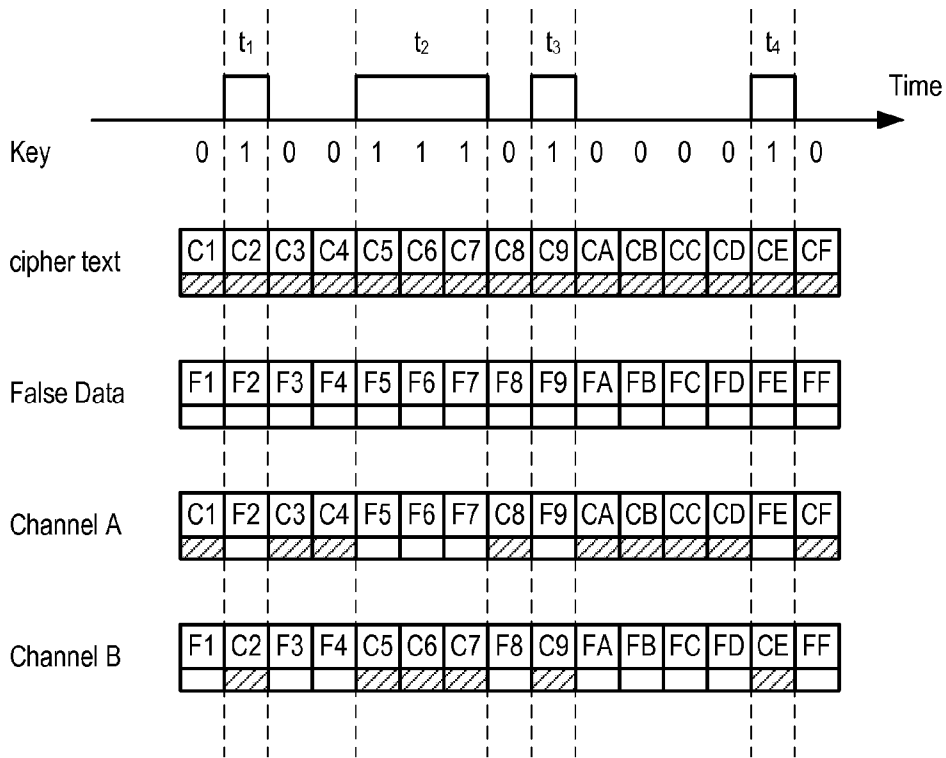 t1 t2 t3 t4
Time
Key 0 1 0 0 1 1 1 0 1 0 0 0 0 1 0
cipher text C1 C2 C3 C4 C5 C6 C7 C8 C9 CA CB CC CD CE CF
False Data F1 F2 F3 F4 F5 F6 F7 F8 F9 FA FB FC FD FE FF
Channel A C1 F2 C3 C4 F5 F6 F7 C8 F9 CA CB CC CD FE CF
Channel B F1 C2 F3 F4 C5 C6 C7 F8 C9 FA FB FC FD CE FF